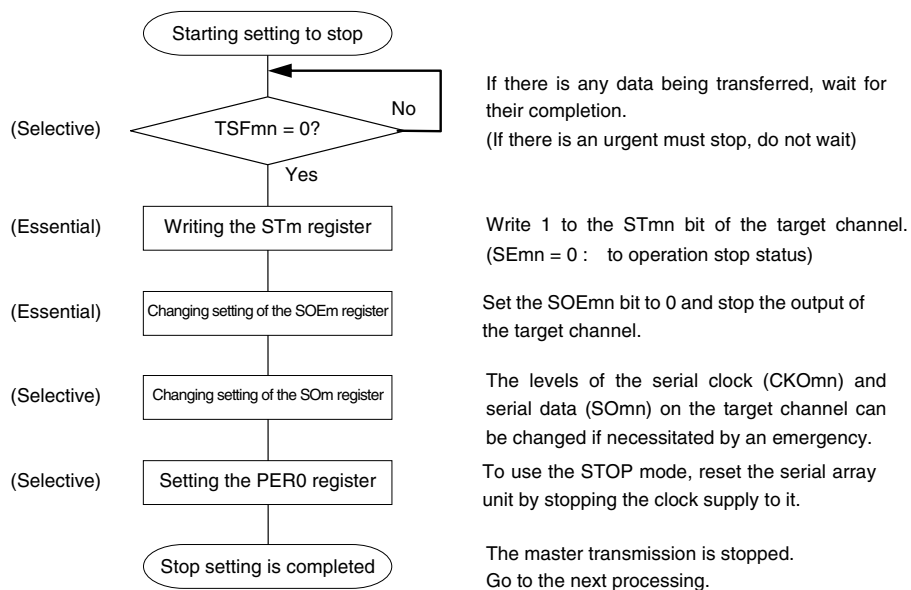 Starting setting to stop
No
If there is any data being transferred, wait for
their completion.
(If there is an urgent must stop, do not wait)
(Selective)
TSFmn = 0?
Yes
(Essential)
Writing the STm register
Write 1 to the STmn bit of the target channel.
(SEmn = 0 : to operation stop status)
(Essential)
Changing setting of the SOEm register
Set the SOEmn bit to 0 and stop the output of
the target channel.
(Selective)
Changing setting of the SOm register
The levels of the serial clock (CKOmn) and
serial data (SOmn) on the target channel can
be changed if necessitated by an emergency.
(Selective)
Setting the PER0 register
To use the STOP mode, reset the serial array
unit by stopping the clock supply to it.
Stop setting is completed
The master transmission is stopped.
Go to the next processing.